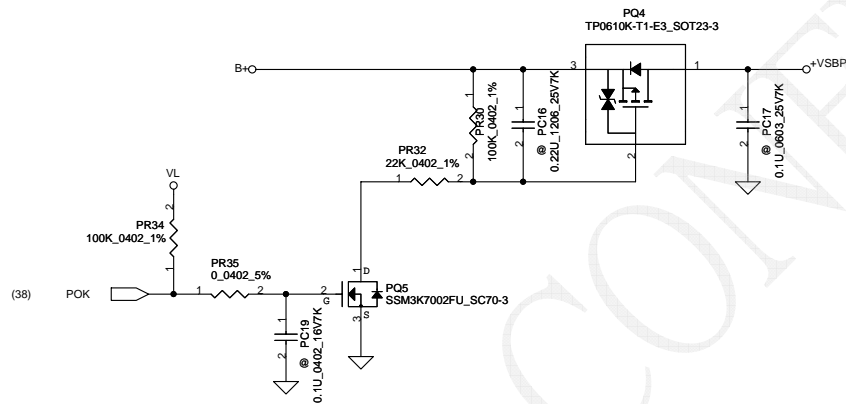 PQ4
TP0610K-T1-E3_SOT23-3
B+
3
1
+VSBP
1
PR30
2
100K_0402_1%
1
@ PC16
2
0.22U_1206_25V7K
1
@ PC17
2
0.1U_0603_25V7K
2
PR32
22K_0402_1%
1
2
VL
2
PR34
100K_0402_1%
1
PR35
0_0402_5%
1
D
PQ5
SSM3K7002FU_SC70-3
(38)
POK
1
2
2
G
S
3
1
@ PC19
2
0.1U_0402_16V7K
CONF